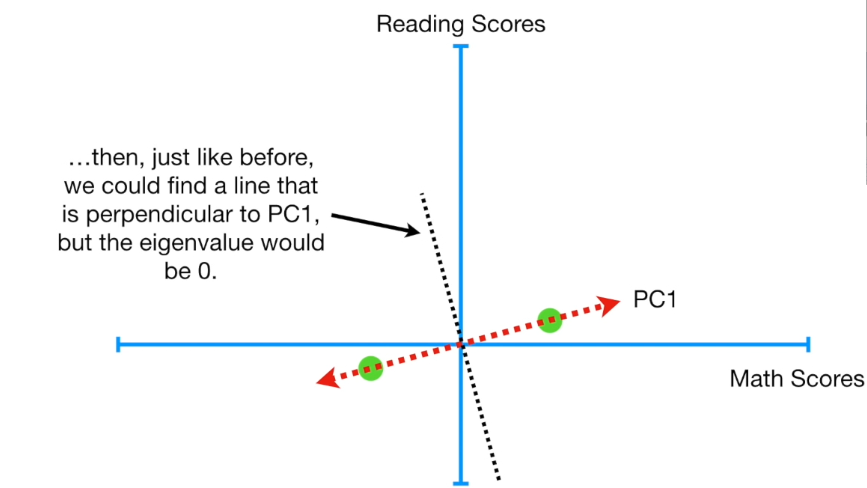 Reading Scores
…then, just like before,
we could find a line that
is perpendicular to PC1,
but the eigenvalue would
be 0.
PC1
Math Scores